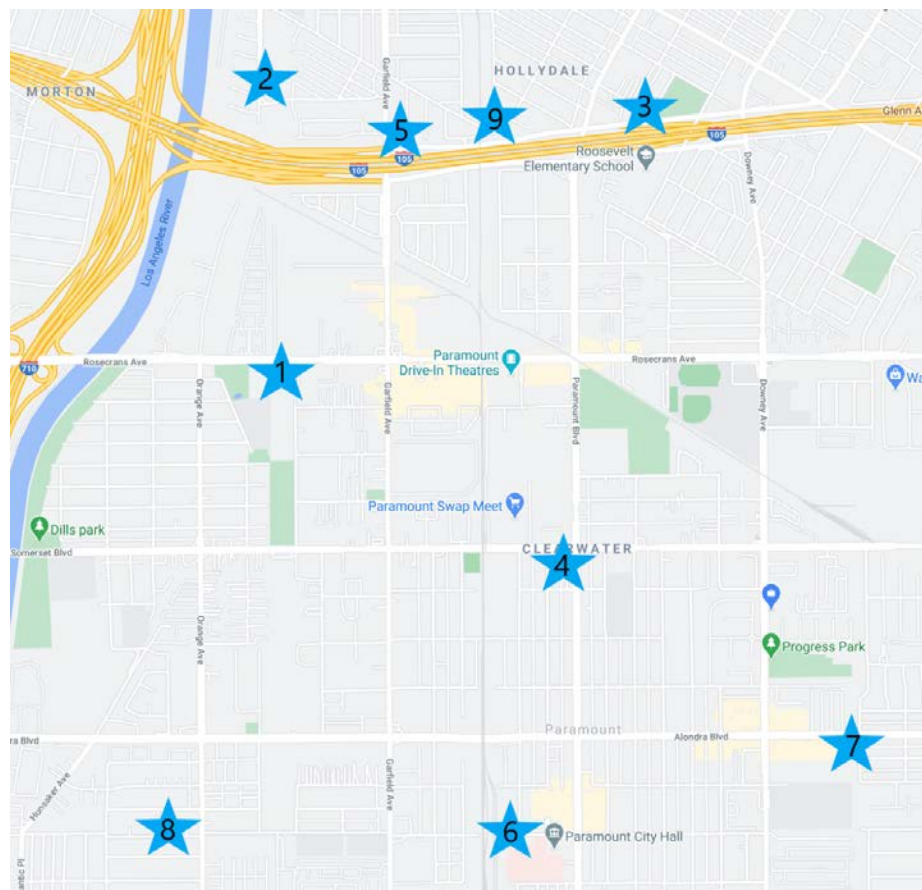 2
HOLLYDALE
MORTON
Garfield Ave
9
3
5
Glenn A
105
105
105
Roosevelt
Elementary School
Downey Ave
Los Angeles River
710
Rosecrans Ave
1
Paramount
Drive-In Theatres
Rosecrans Ave
Wa
Orange Ave
Garfield Ave
Paramount Blvd
Downey Ave
Paramount Swap Meet
Dills park
Somerset Blvd
CLEARWATER
4
Orange Ave
Progress Park
Paramount
ra Blvd
Alondra Blvd
7
Hunsaker Ave
Garfield Ave
8
6
Paramount City Hall